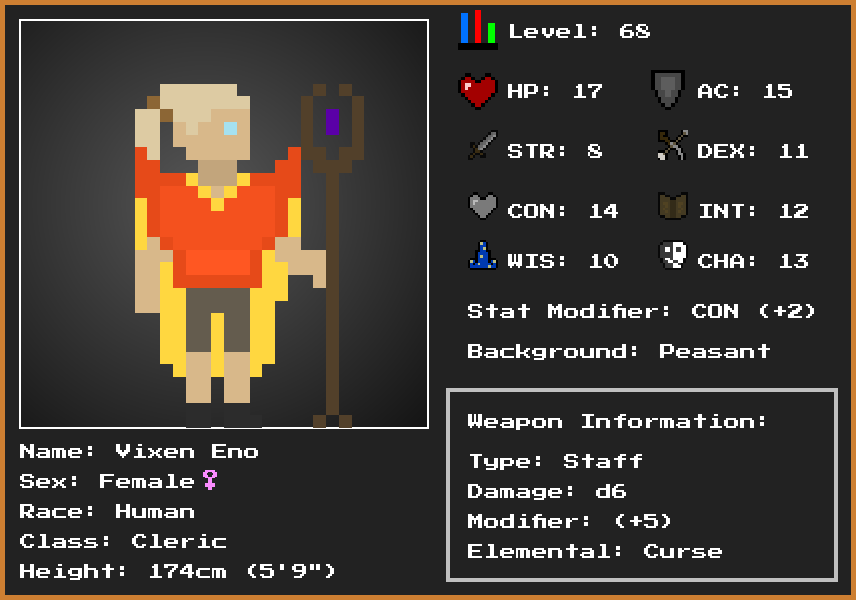 Level: 68
HP: 17 AC: 15
STR: 8 DEX: 11
CON: 14 INT: 12
WIS: 10 CHA: 13
Stat Modifier: CON (+2)
Background: Peasant
Weapon Information:
Type: Staff
Damage: d6
Modifier: (+5)
Elemental: Curse
Name: Vixen Eno
Sex: Female♀
Race: Human
Class: Cleric
Height: 174cm (5'9")